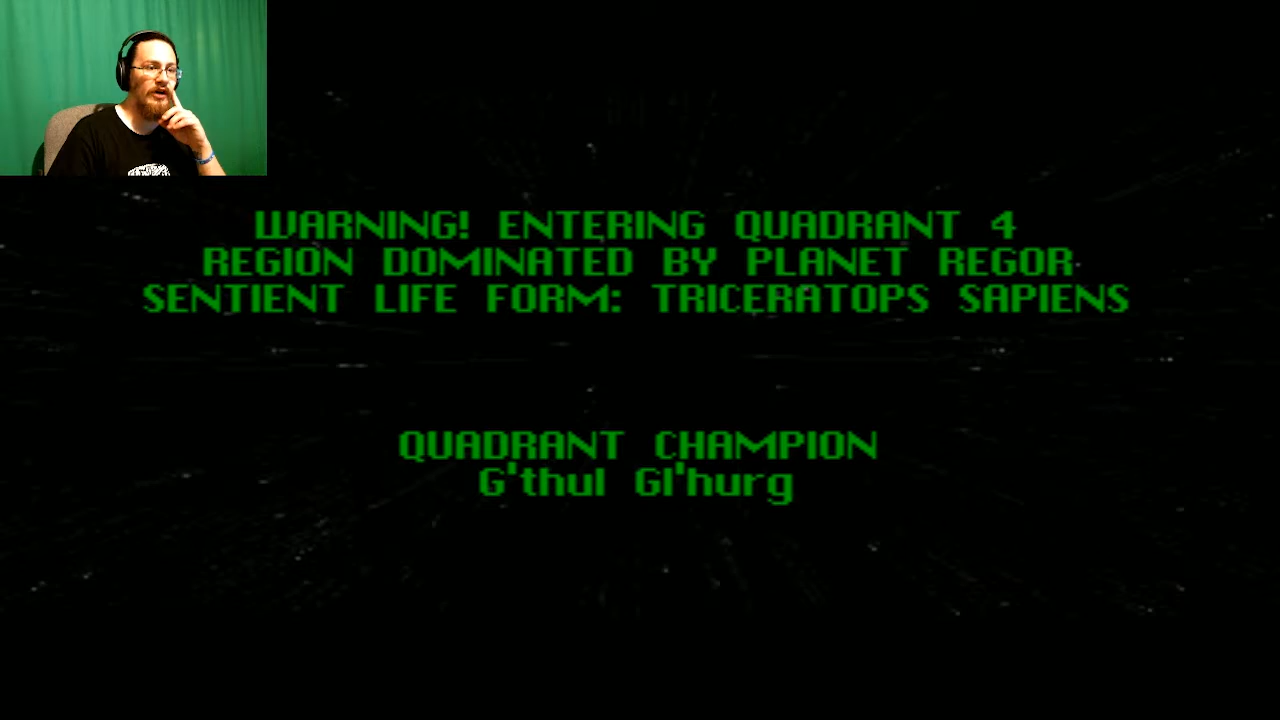 WARNING! ENTERING QUADRANT 4
REGION DOMINATED BY PLANET REGOR
SENTIENT LIFE FORM: TRICERATOPS SAPIENS
QUADRANT CHAMPION
G'thul Gl'hurg